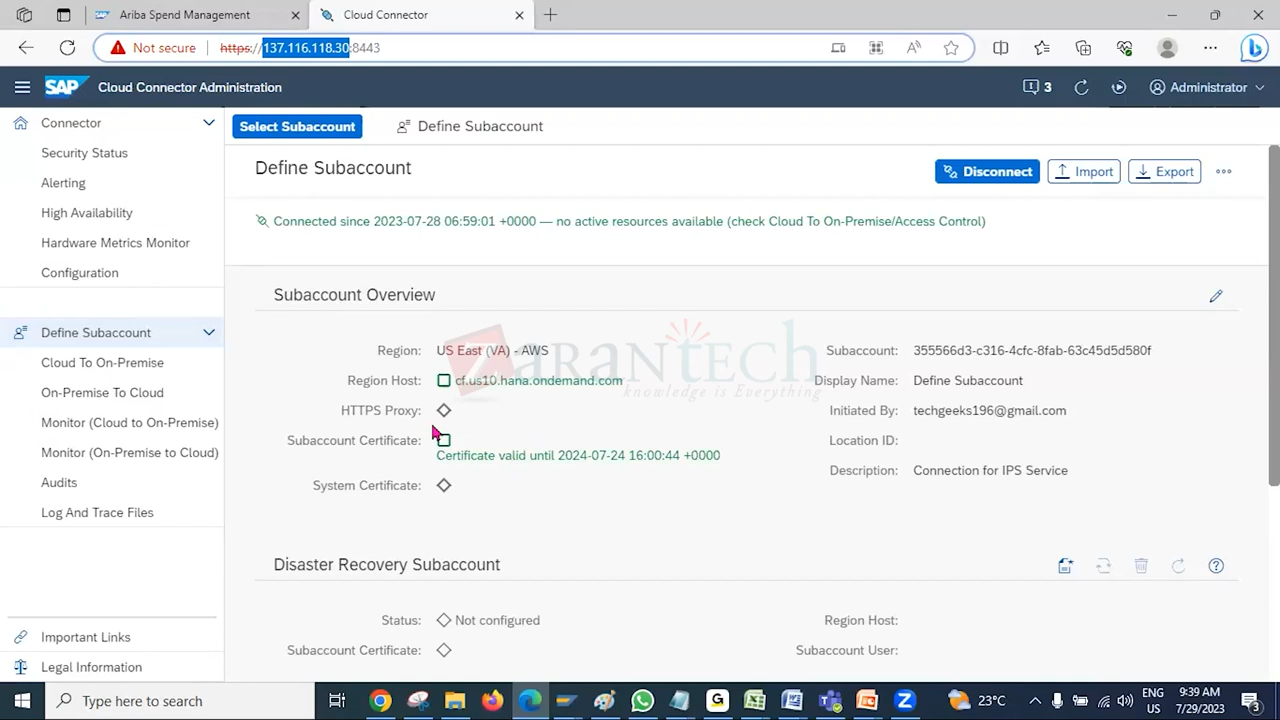 Ariba Spend Management
Cloud Connector
Not secure
https://137.116.118.30:8443
SAP
Cloud Connector Administration
3
Administrator
Connector
Security Status
Alerting
High Availability
Hardware Metrics Monitor
Configuration
Define Subaccount
Cloud To On-Premise
On-Premise To Cloud
Monitor (Cloud to On-Premise)
Monitor (On-Premise to Cloud)
Audits
Log And Trace Files
Important Links
Legal Information
Select Subaccount
Define Subaccount
Define Subaccount
Disconnect
Import
Export
Connected since 2023-07-28 06:59:01 +0000 — no active resources available (check Cloud To On-Premise/Access Control)
Subaccount Overview
Region: US East (VA) - AWS
Region Host: cf.us10.hana.ondemand.com
HTTPS Proxy:
Subaccount Certificate:
Certificate valid until 2024-07-24 16:00:44 +0000
System Certificate:
Subaccount: 355566d3-c316-4cfc-8fab-63c45d5d580f
Display Name: Define Subaccount
Initiated By: techgeeks196@gmail.com
Location ID:
Description: Connection for IPS Service
ZARANTech
knowledge is Everything
Disaster Recovery Subaccount
Status: Not configured
Subaccount Certificate:
Region Host:
Subaccount User:
Type here to search
23°C
ENG
US
9:39 AM
7/29/2023
3